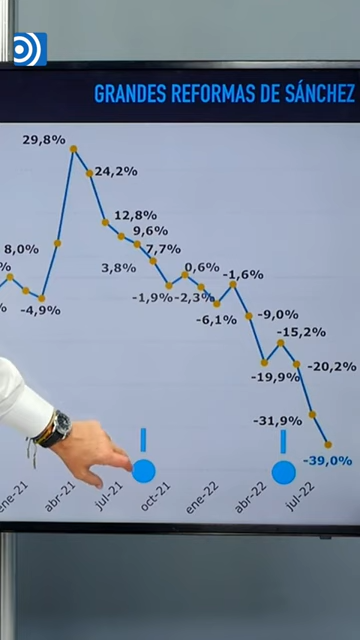 GRANDES REFORMAS DE SÁNCHEZ
29,8%
24,2%
12,8%
9,6%
8,0%
7,7%
3,8%
0,6%
-1,6%
%
-1,9%
-2,3%
-4,9%
%
-6,1%
-9,0%
-15,2%
-19,9%
-20,2%
-31,9%
-39,0%
ene-21
abr-21
jul-21
oct-21
ene-22
abr-22
jul-22